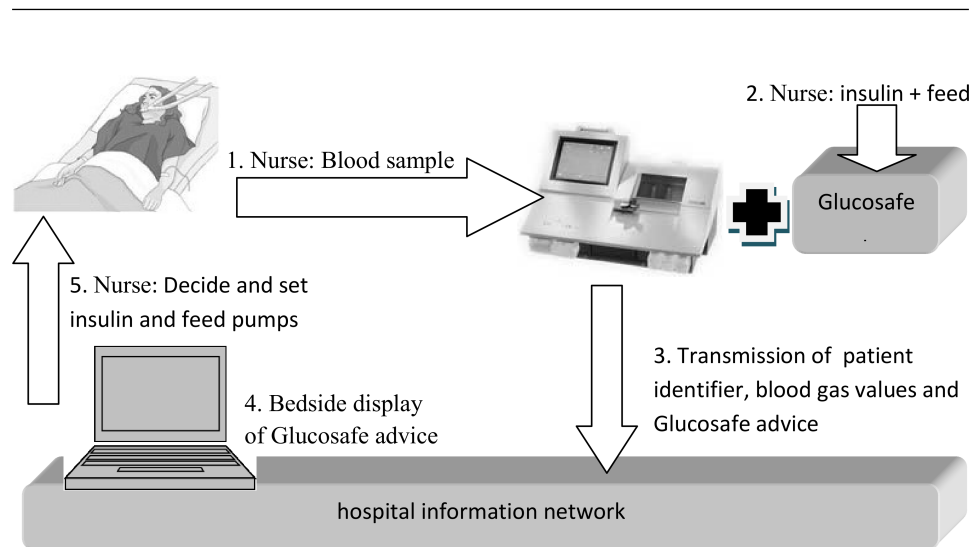 2. Nurse: insulin + feed
1. Nurse: Blood sample
Glucosafe
.
5. Nurse: Decide and set
insulin and feed pumps
3. Transmission of patient
identifier, blood gas values and
Glucosafe advice
4. Bedside display
of Glucosafe advice
hospital information network